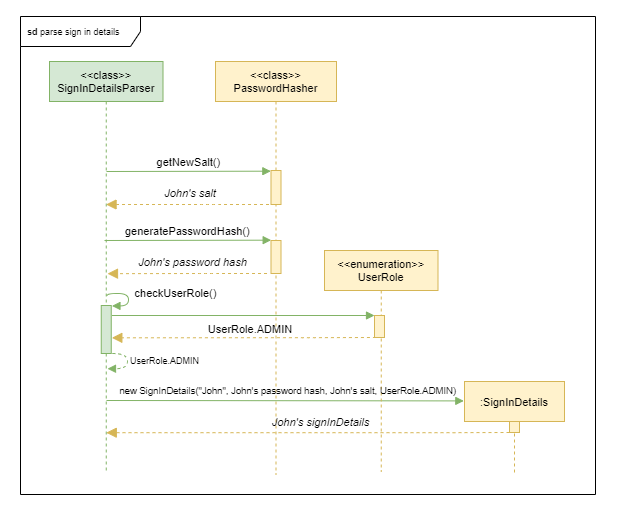 sd parse sign in details
<<class>>
SignInDetailsParser
<<class>>
PasswordHasher
getNewSalt()
John's salt
generatePasswordHash()
John's password hash
<<enumeration>>
UserRole
checkUserRole()
UserRole.ADMIN
UserRole.ADMIN
new SignInDetails("John", John's password hash, John's salt, UserRole.ADMIN)
:SignInDetails
John's signInDetails